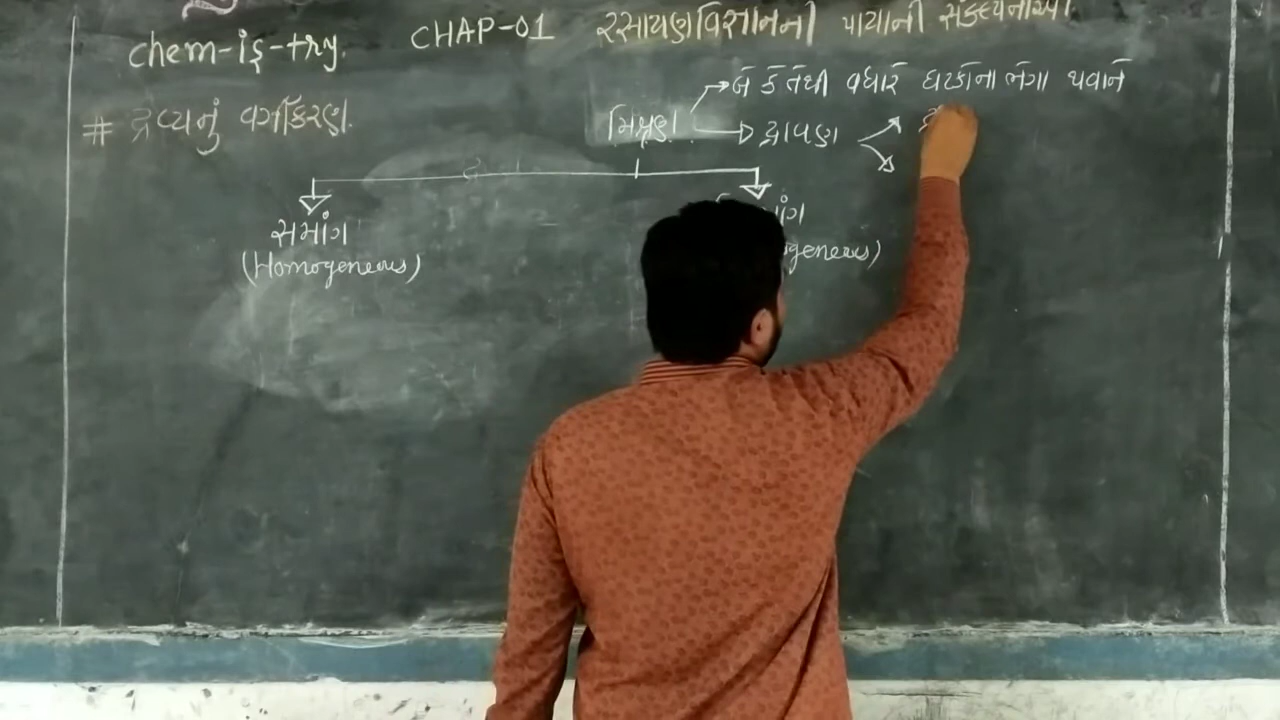 chem-is-try. CHAP-01 રસાયણવિજ્ઞાનની પાયાની સંકલ્પનાઓ
# દ્રવ્યનું વર્ગીકરણ.
મિશ્રણ → બે કે તેથી વધારે ઘટકોના ભેગા થવાને
→ દ્રાવણ
સમાંગ
(Homogeneous)